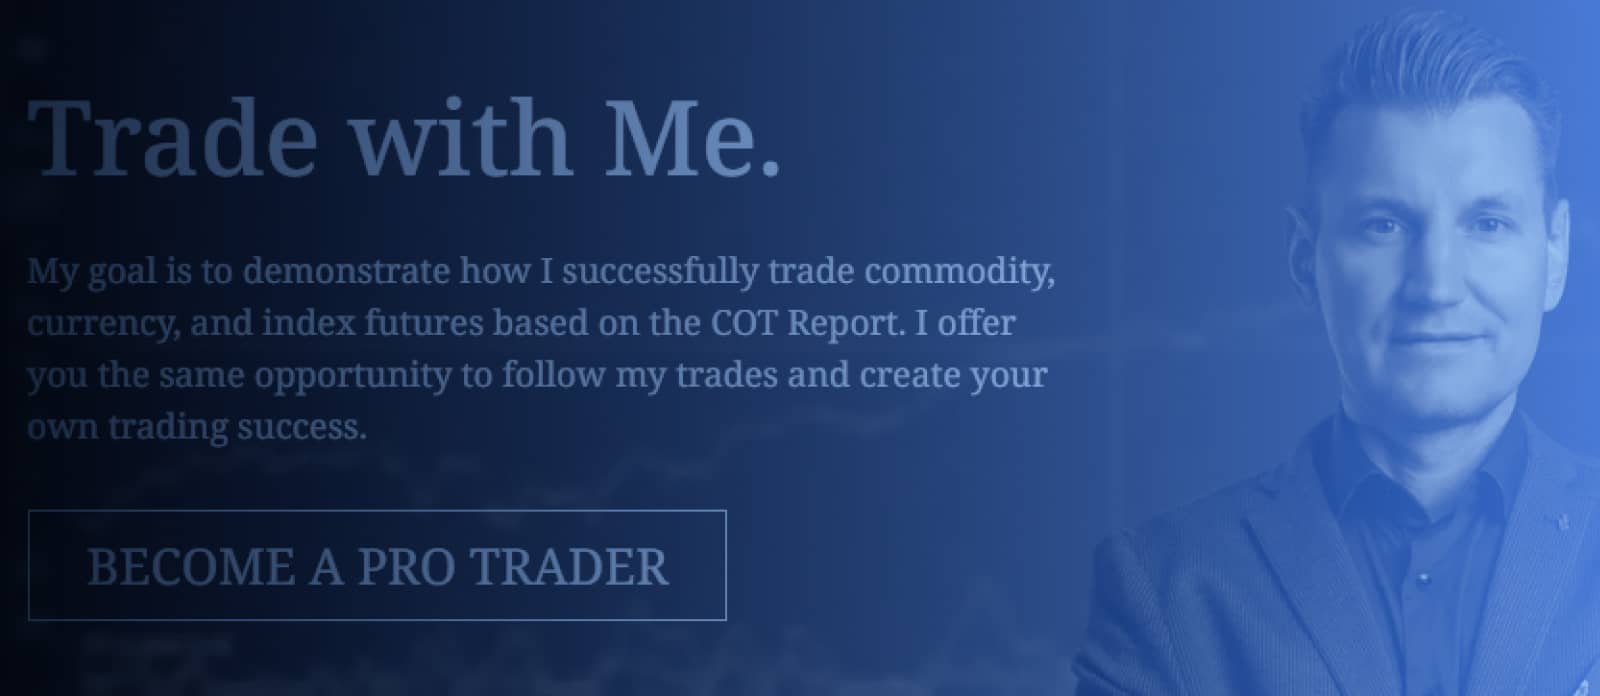 Trade with Me.
My goal is to demonstrate how I successfully trade commodity,
currency, and index futures based on the COT Report. I offer
you the same opportunity to follow my trades and create your
own trading success.
BECOME A PRO TRADER